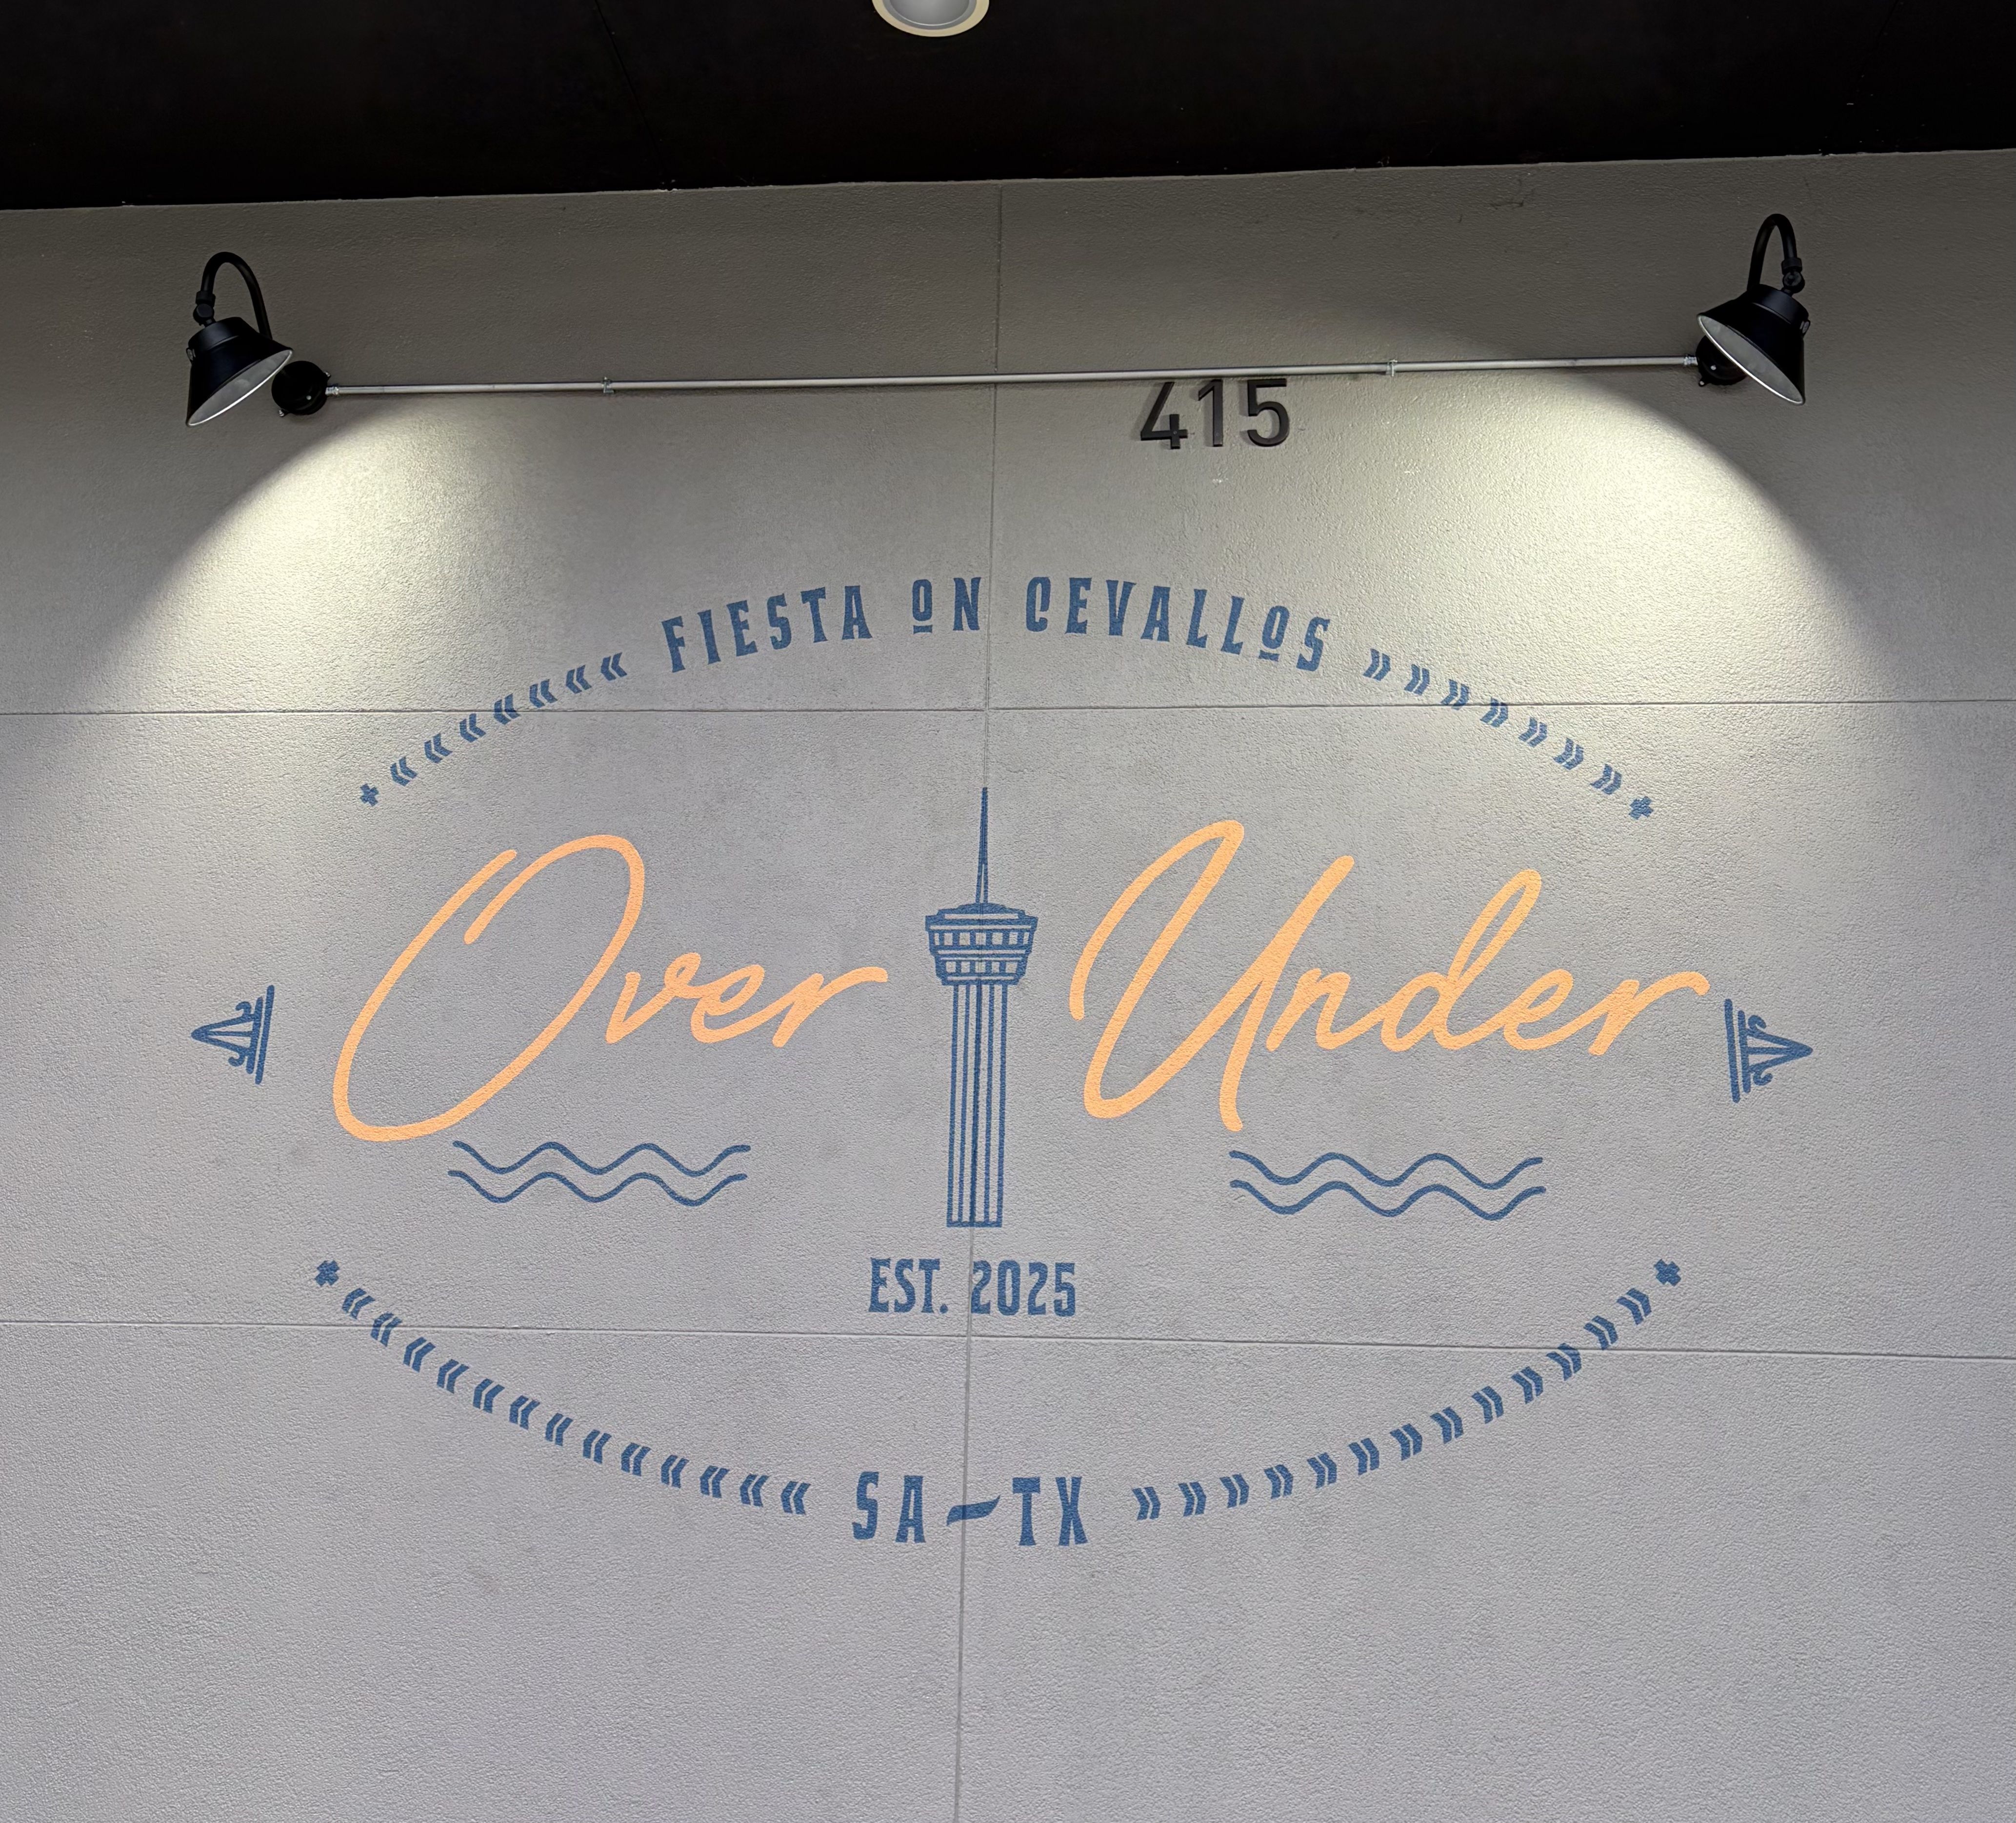 415
FIESTA ON CEVALLOS
Over Under
EST. 2025
SA-TX